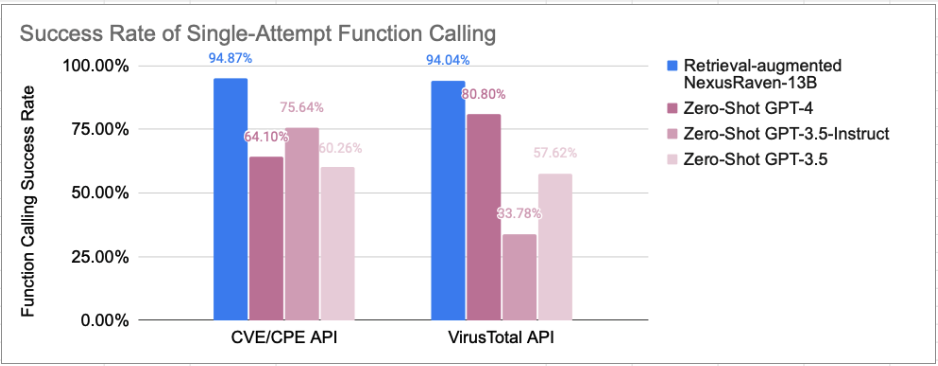 Success Rate of Single-Attempt Function Calling
Function Calling Success Rate
100.00%
75.00%
50.00%
25.00%
0.00%
94.87%
64.10%
75.64%
60.26%
94.04%
80.80%
33.78%
57.62%
CVE/CPE API
VirusTotal API
Retrieval-augmented
NexusRaven-13B
Zero-Shot GPT-4
Zero-Shot GPT-3.5-Instruct
Zero-Shot GPT-3.5